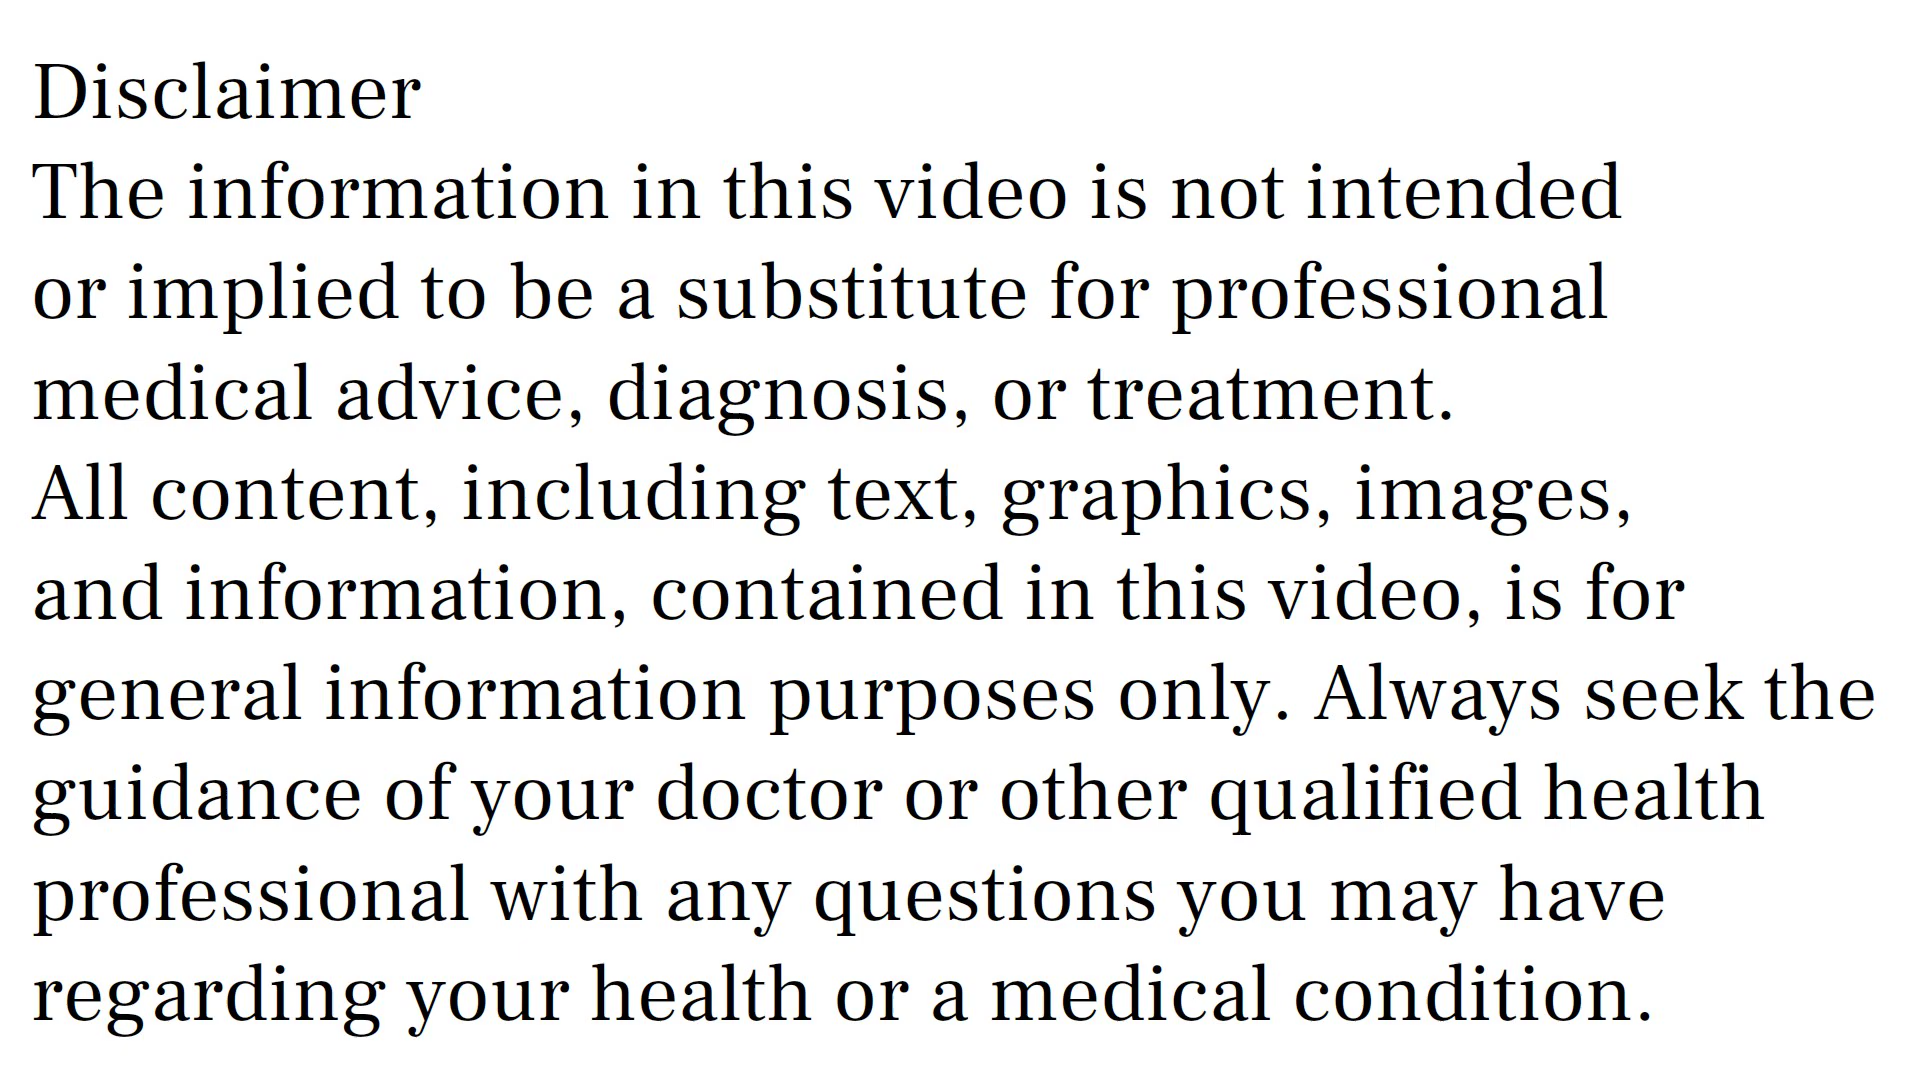 Disclaimer
The information in this video is not intended
or implied to be a substitute for professional
medical advice, diagnosis, or treatment.
All content, including text, graphics, images,
and information, contained in this video, is for
general information purposes only. Always seek the
guidance of your doctor or other qualified health
professional with any questions you may have
regarding your health or a medical condition.